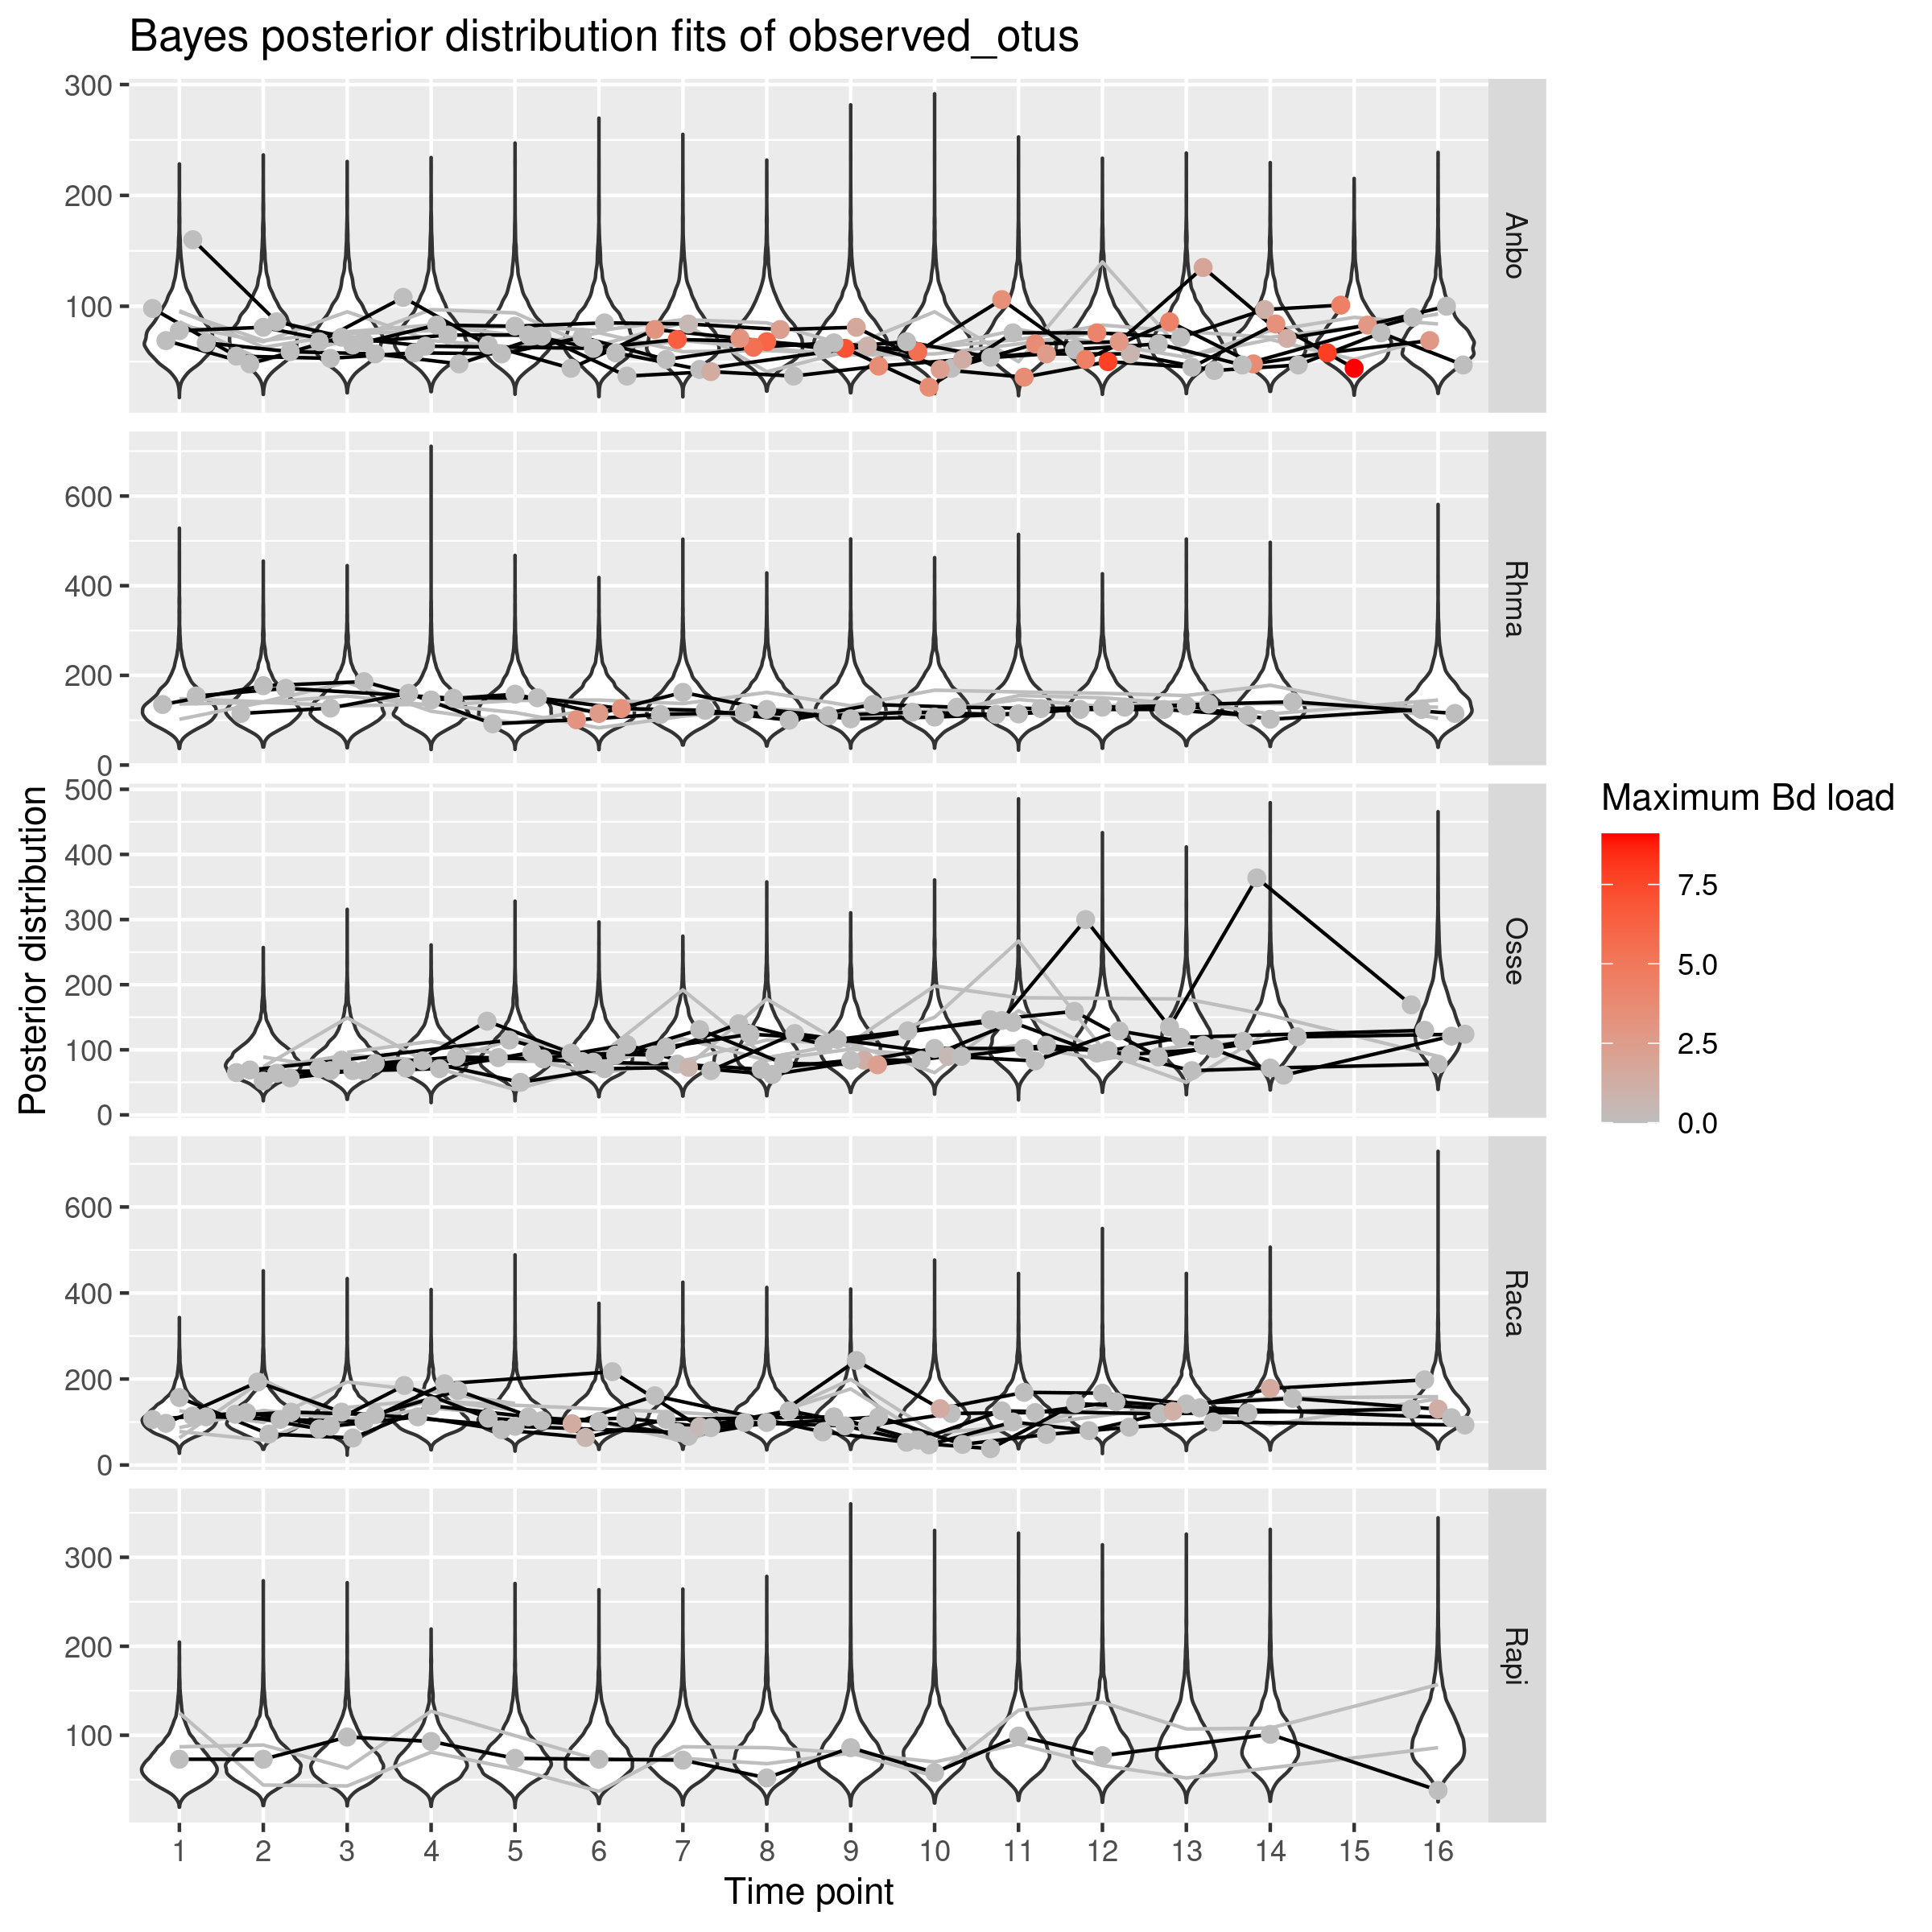 Bayes posterior distribution fits of observed_otus
300
200
100
Anbo
600
400
200
0
Rhma
500
400
300
200
100
0
Osse
600
400
200
0
Raca
300
200
100
Rapi
1 2 3 4 5 6 7 8 9 10 11 12 13 14 15 16
Time point
Posterior distribution
Maximum Bd load
7.5
5.0
2.5
0.0